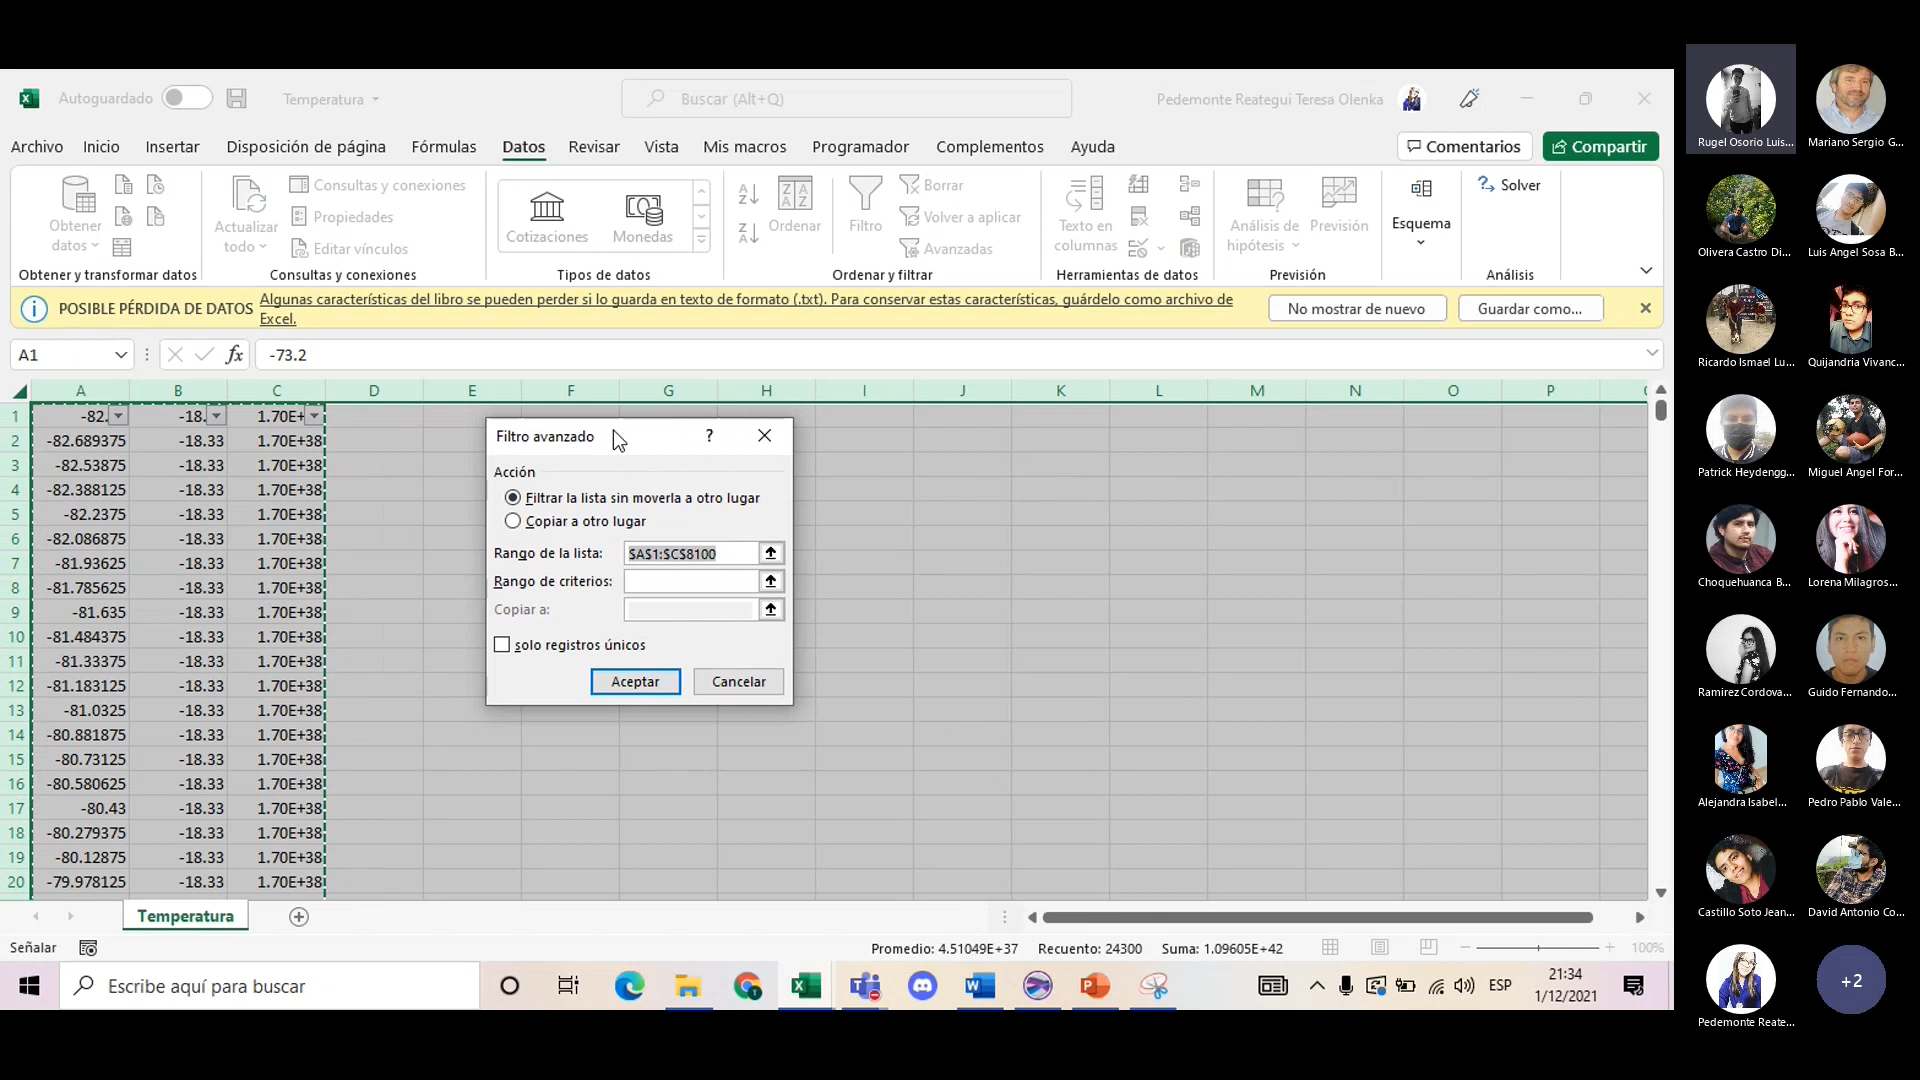 Autoguardado
Temperatura
Buscar (Alt+Q)
Pedemonte Reategui Teresa Olenka
Archivo Inicio Insertar Disposición de página Fórmulas Datos Revisar Vista Mis macros Programador Complementos Ayuda
Comentarios
Compartir
Obtener datos
Obtener y transformar datos
Actualizar todo
Consultas y conexiones
Propiedades
Editar vínculos
Consultas y conexiones
Cotizaciones
Monedas
Tipos de datos
Ordenar
Filtro
Borrar
Volver a aplicar
Avanzadas
Ordenar y filtrar
Texto en columnas
Herramientas de datos
Análisis de hipótesis
Previsión
Previsión
Esquema
Solver
Análisis
POSIBLE PÉRDIDA DE DATOS
Algunas características del libro se pueden perder si lo guarda en texto de formato (.txt). Para conservar estas características, guárdelo como archivo de
Excel.
No mostrar de nuevo
Guardar como...
A1
fx
-73.2
A B C D E F G H I J K L M N O P
1 -82. -18. 1.70E+
2 -82.689375 -18.33 1.70E+38
3 -82.53875 -18.33 1.70E+38
4 -82.388125 -18.33 1.70E+38
5 -82.2375 -18.33 1.70E+38
6 -82.086875 -18.33 1.70E+38
7 -81.93625 -18.33 1.70E+38
8 -81.785625 -18.33 1.70E+38
9 -81.635 -18.33 1.70E+38
10 -81.484375 -18.33 1.70E+38
11 -81.33375 -18.33 1.70E+38
12 -81.183125 -18.33 1.70E+38
13 -81.0325 -18.33 1.70E+38
14 -80.881875 -18.33 1.70E+38
15 -80.73125 -18.33 1.70E+38
16 -80.580625 -18.33 1.70E+38
17 -80.43 -18.33 1.70E+38
18 -80.279375 -18.33 1.70E+38
19 -80.12875 -18.33 1.70E+38
20 -79.978125 -18.33 1.70E+38
Filtro avanzado ?
Acción
Filtrar la lista sin moverla a otro lugar
Copiar a otro lugar
Rango de la lista: $A$1:$C$8100
Rango de criterios:
Copiar a:
solo registros únicos
Aceptar Cancelar
Temperatura
Señalar
Promedio: 4.51049E+37 Recuento: 24300 Suma: 1.09605E+42
100%
Escribe aquí para buscar
ESP
21:34
1/12/2021
Rugel Osorio Luis...
Mariano Sergio G...
Olivera Castro Di...
Luis Angel Sosa B...
Ricardo Ismael Lu...
Quijandria Vivanc...
Patrick Heydengg...
Miguel Angel For...
Choquehuanca B...
Lorena Milagros...
Ramirez Cordova...
Guido Fernando...
Alejandra Isabel...
Pedro Pablo Vale...
Castillo Soto Jean...
David Antonio Co...
Pedemonte Reate...
+2